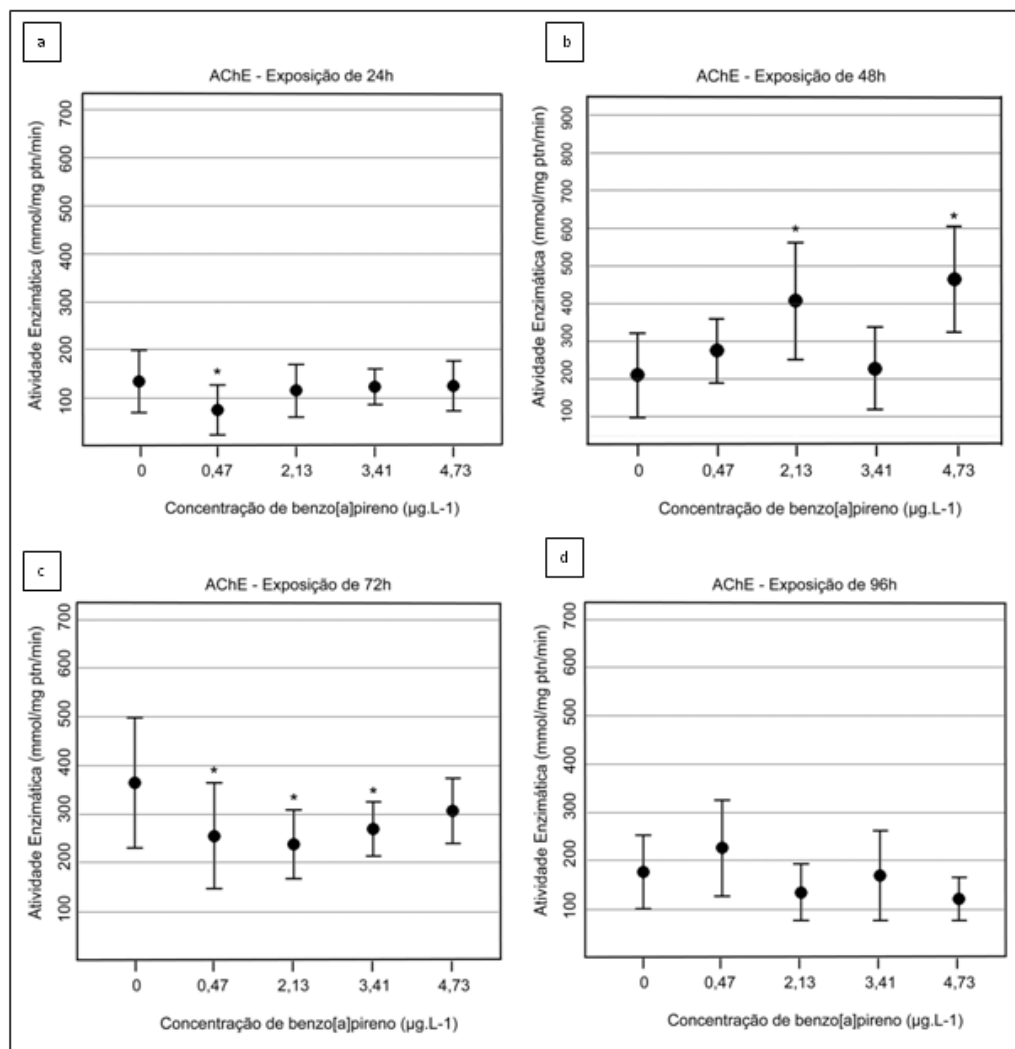 a
AChE - Exposição de 24h
Atividade Enzimática (mmol/mg ptn/min)
700
600
500
400
300
200
100
*
0 0,47 2,13 3,41 4,73
Concentração de benzo[a]pireno (µg.L-1)
b
AChE - Exposição de 48h
Atividade Enzimática (mmol/mg ptn/min)
900
800
700
600
500
400
300
200
100
* *
0 0,47 2,13 3,41 4,73
Concentração de benzo[a]pireno (µg.L-1)
c
AChE - Exposição de 72h
Atividade Enzimática (mmol/mg ptn/min)
700
600
500
400
300
200
100
* * *
0 0,47 2,13 3,41 4,73
Concentração de benzo[a]pireno (µg.L-1)
d
AChE - Exposição de 96h
Atividade Enzimática (mmol/mg ptn/min)
700
600
500
400
300
200
100
0 0,47 2,13 3,41 4,73
Concentração de benzo[a]pireno (µg.L-1)